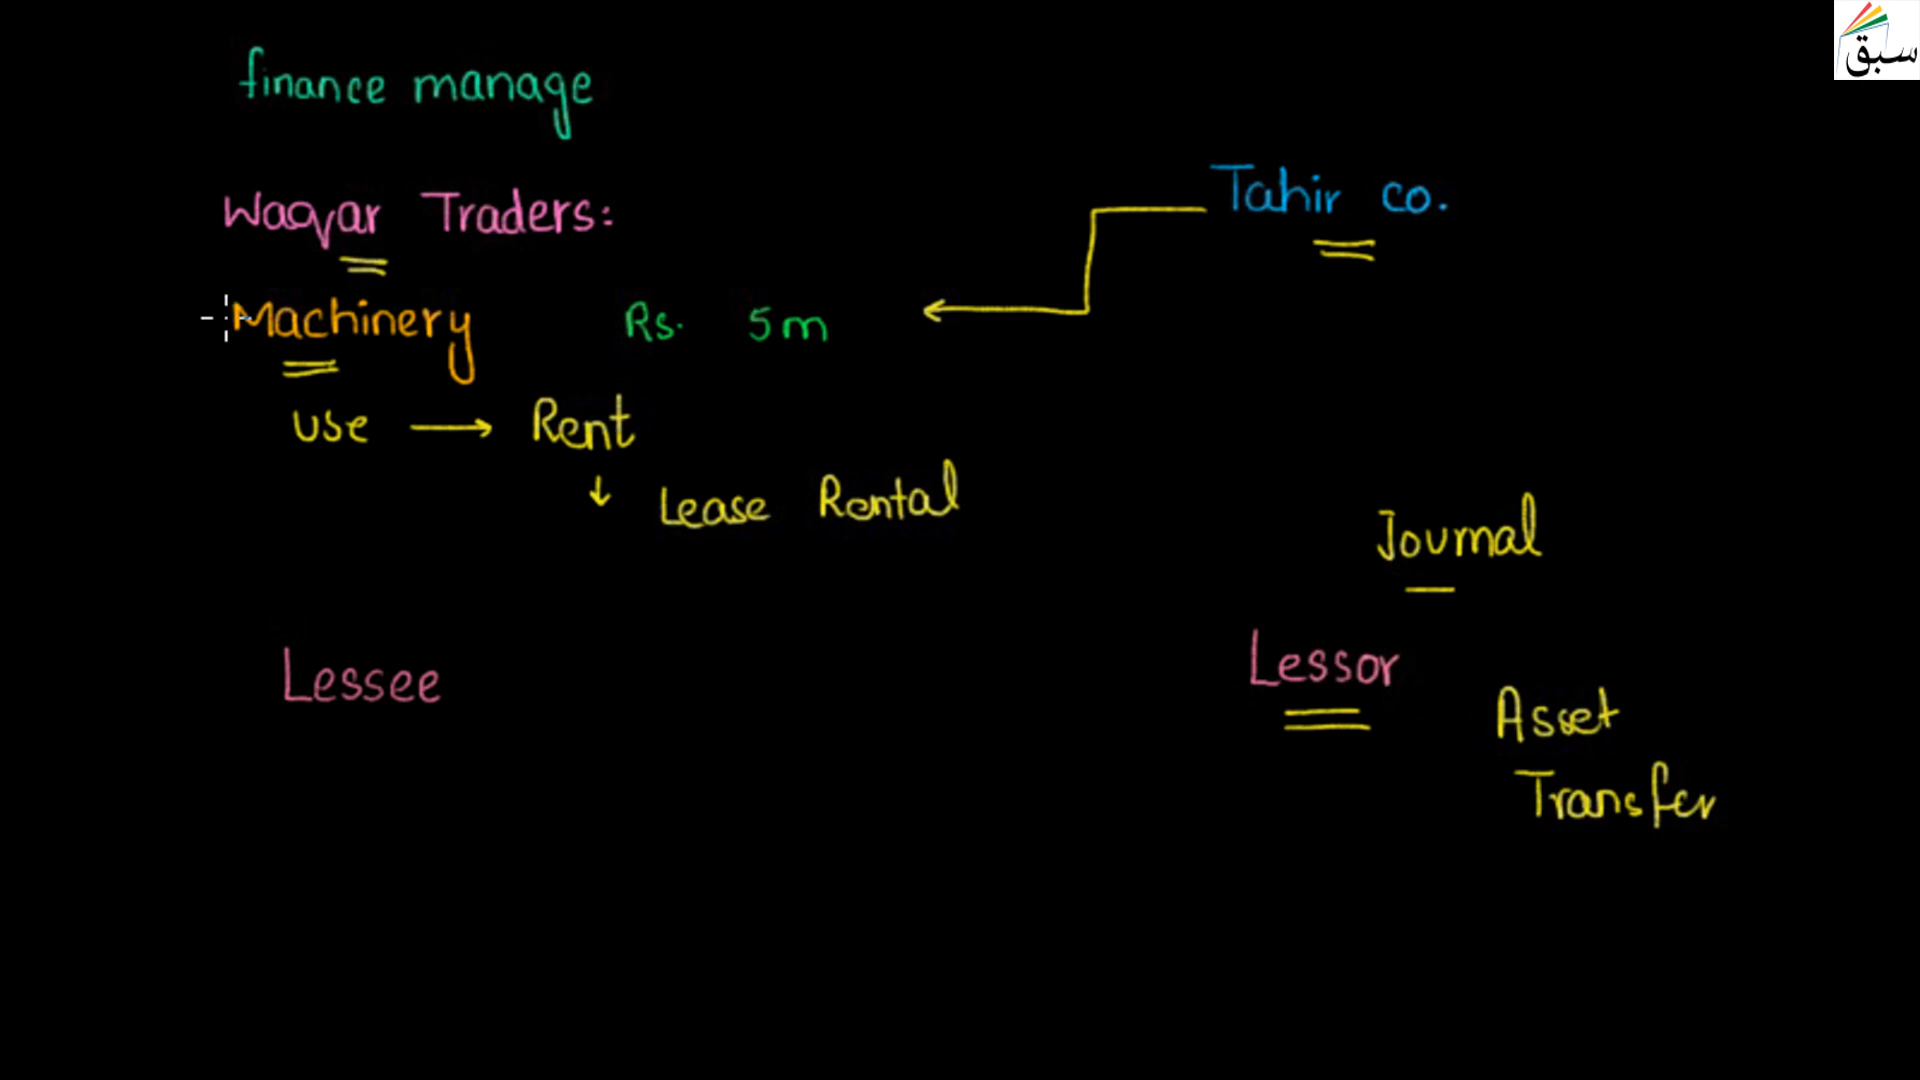 سبق
finance manage
Waqar Traders:
Tahir co.
Machinery Rs. 5m
use → Rent
↓ Lease Rental
Journal
Lessee
Lessor
Asset
Transfer